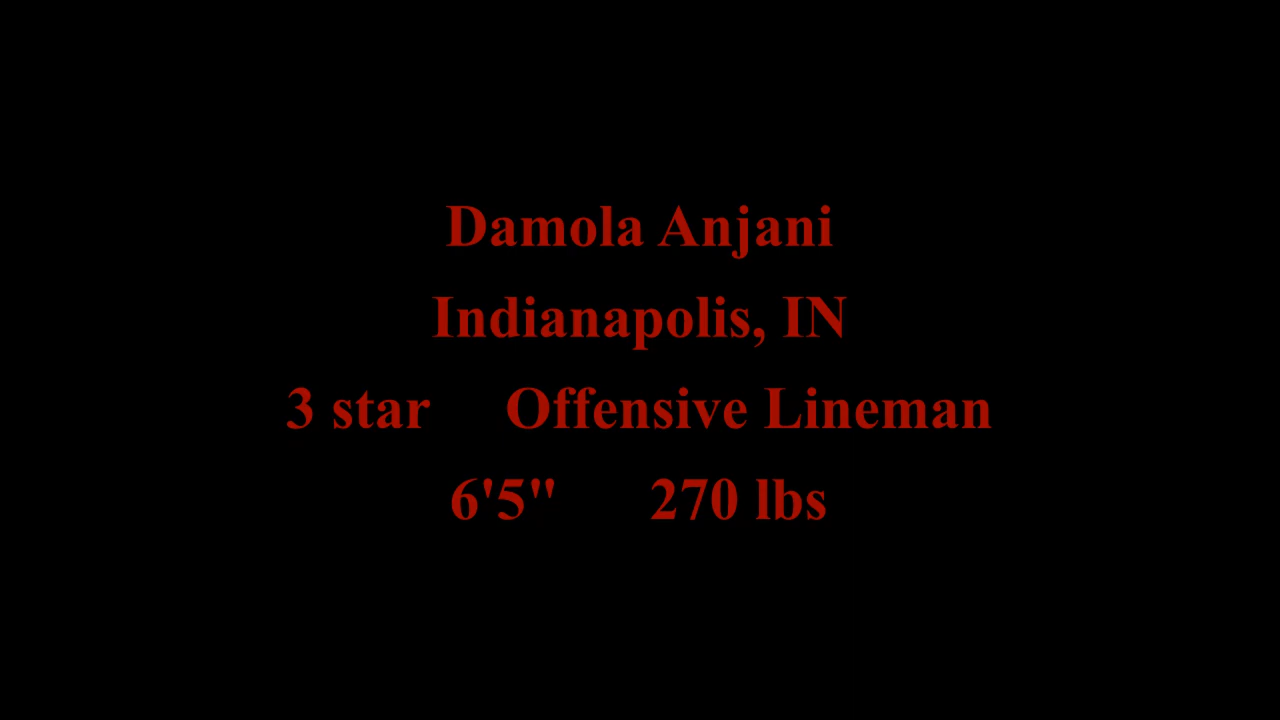 Damola Anjani
Indianapolis, IN
3 star Offensive Lineman
6'5" 270 lbs